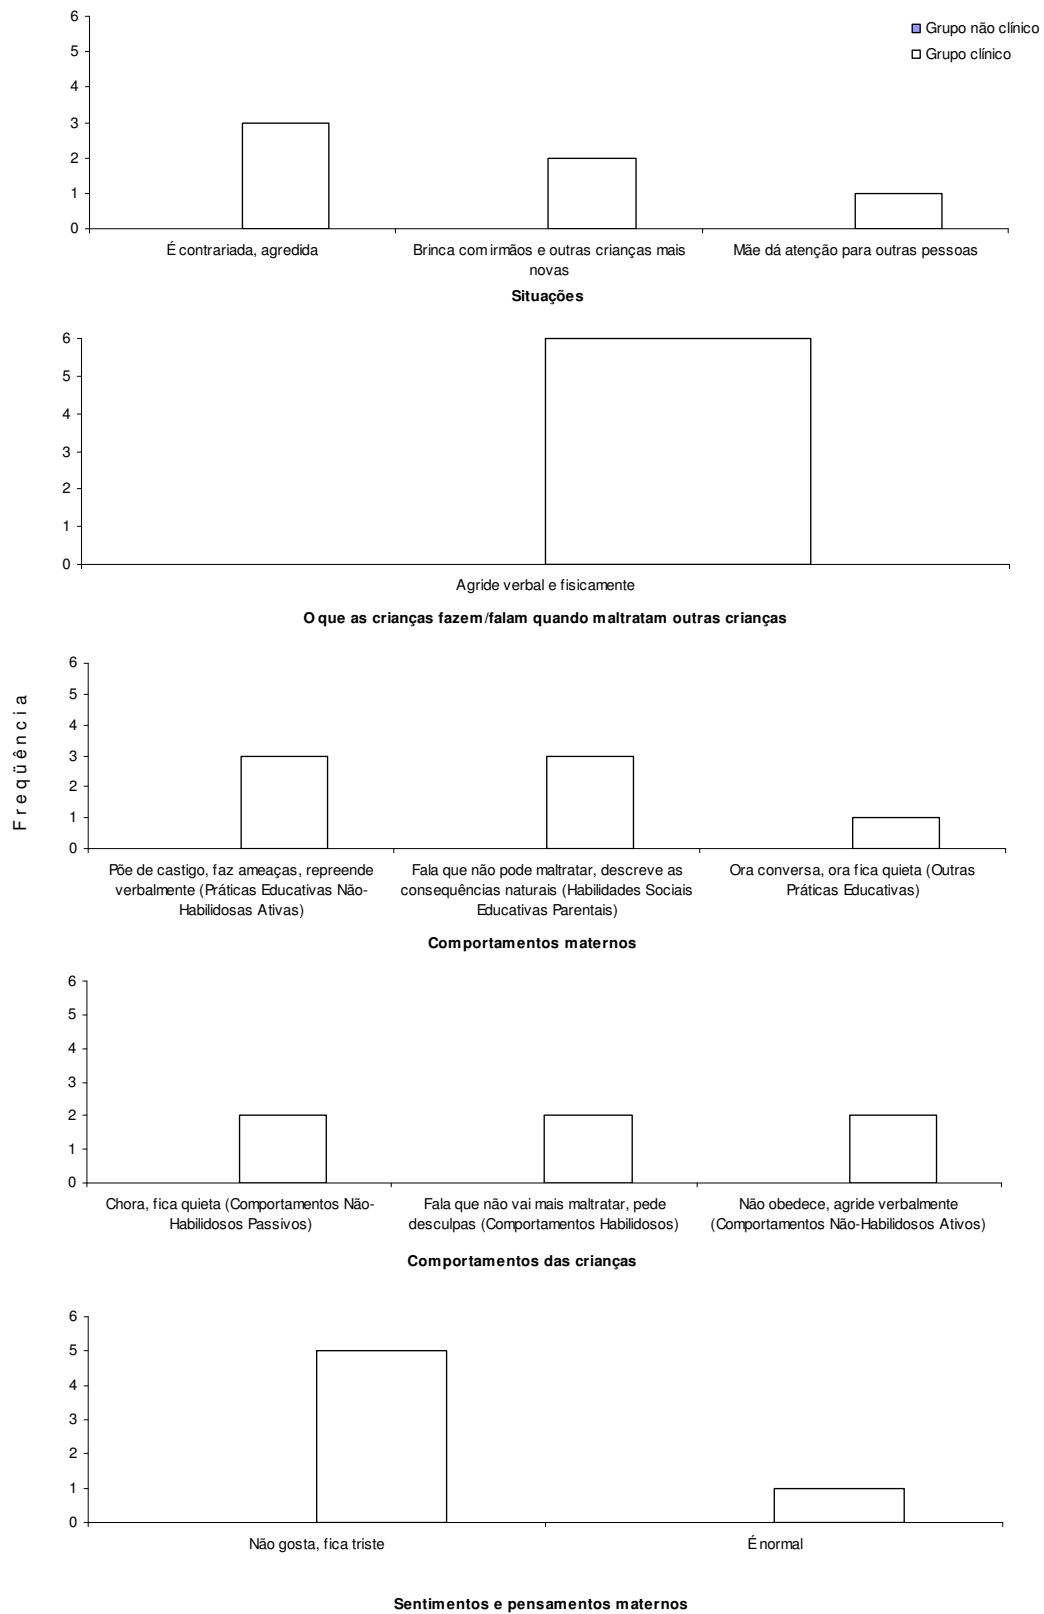 6
5
4
3
2
1
0
Grupo não clínico
Grupo clínico
É contrariada, agredida
Brinca com irmãos e outras crianças mais
novas
Mãe dá atenção para outras pessoas
Situações
6
5
4
3
2
1
0
Agride verbal e fisicamente
O que as crianças fazem/falam quando maltratam outras crianças
Freqüência
6
5
4
3
2
1
0
Põe de castigo, faz ameaças, repreende
verbalmente (Práticas Educativas Não-
Habilidosas Ativas)
Fala que não pode maltratar, descreve as
consequências naturais (Habilidades Sociais
Educativas Parentais)
Ora conversa, ora fica quieta (Outras
Práticas Educativas)
Comportamentos maternos
6
5
4
3
2
1
0
Chora, fica quieta (Comportamentos Não-
Habilidosos Passivos)
Fala que não vai mais maltratar, pede
desculpas (Comportamentos Habilidosos)
Não obedece, agride verbalmente
(Comportamentos Não-Habilidosos Ativos)
Comportamentos das crianças
6
5
4
3
2
1
0
Não gosta, fica triste
É normal
Sentimentos e pensamentos maternos